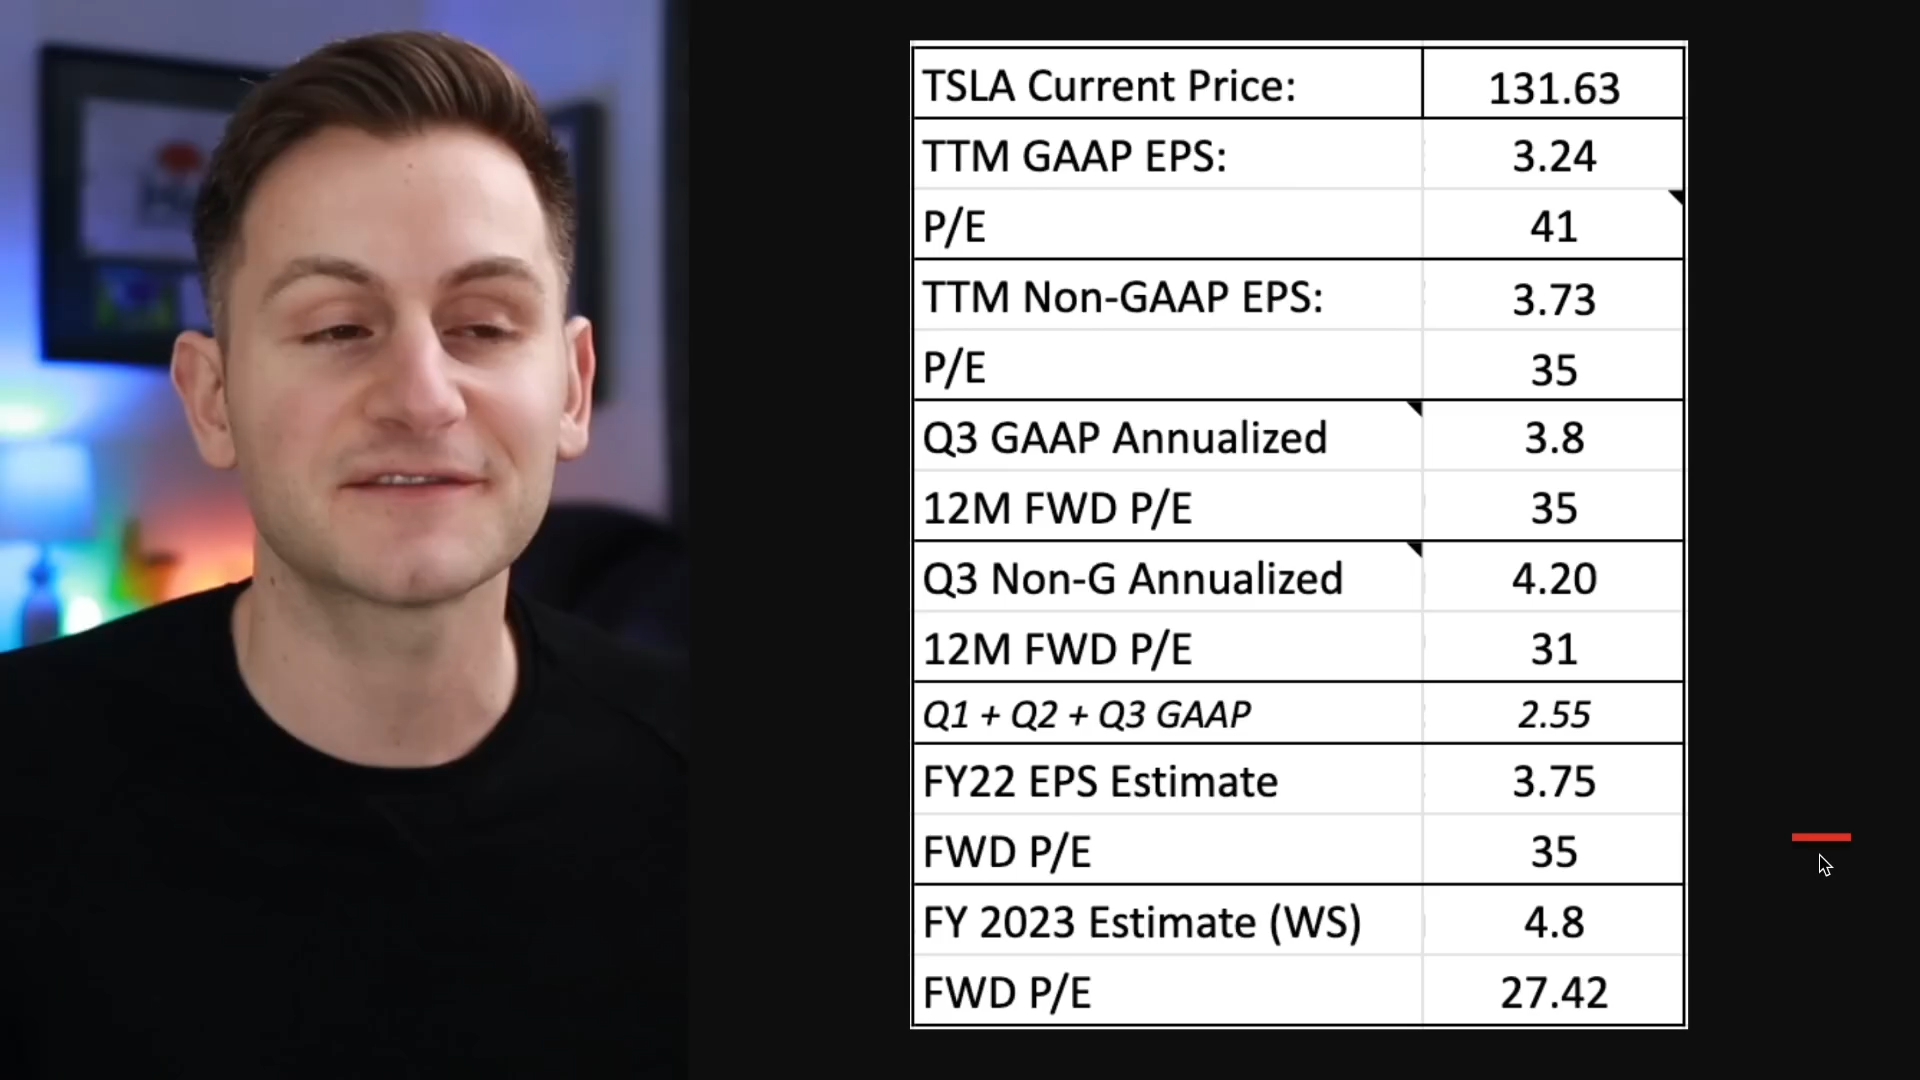 TSLA Current Price: 131.63
TTM GAAP EPS: 3.24
P/E 41
TTM Non-GAAP EPS: 3.73
P/E 35
Q3 GAAP Annualized 3.8
12M FWD P/E 35
Q3 Non-G Annualized 4.20
12M FWD P/E 31
Q1 + Q2 + Q3 GAAP 2.55
FY22 EPS Estimate 3.75
FWD P/E 35
FY 2023 Estimate (WS) 4.8
FWD P/E 27.42